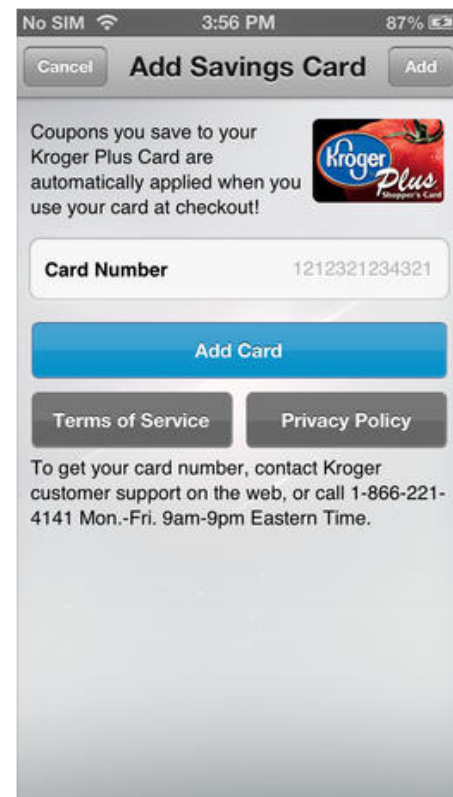 No SIM 3:56 PM 87%
Cancel Add Savings Card Add
Coupons you save to your
Kroger Plus Card are
automatically applied when you
use your card at checkout!
Kroger
Plus
Shopper's Card
Card Number 1212321234321
Add Card
Terms of Service Privacy Policy
To get your card number, contact Kroger
customer support on the web, or call 1-866-221-
4141 Mon.-Fri. 9am-9pm Eastern Time.